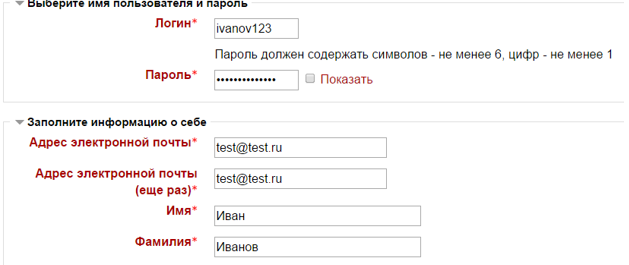 Выберите имя пользователя и пароль
Логин* ivanov123
Пароль должен содержать символов - не менее 6, цифр - не менее 1
Пароль* •••••••••••••• Показать
Заполните информацию о себе
Адрес электронной почты* test@test.ru
Адрес электронной почты
(еще раз)* test@test.ru
Имя* Иван
Фамилия* Иванов